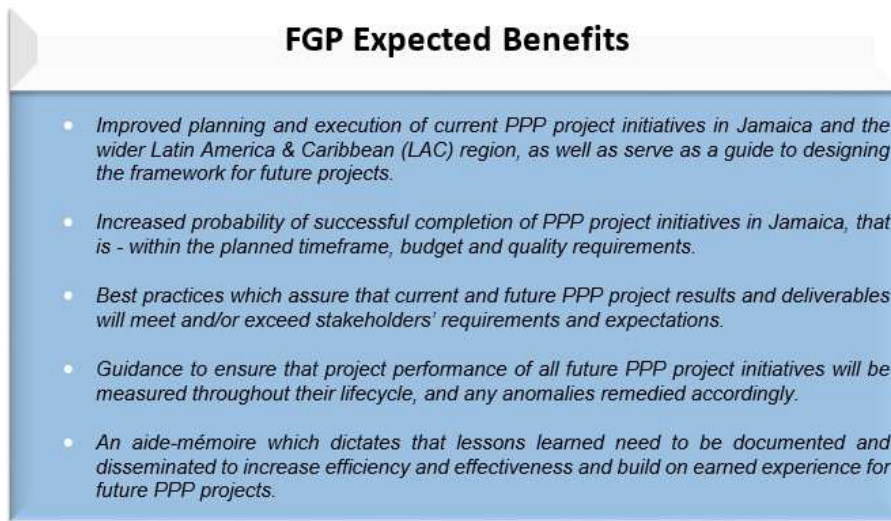 FGP Expected Benefits
• Improved planning and execution of current PPP project initiatives in Jamaica and the
wider Latin America & Caribbean (LAC) region, as well as serve as a guide to designing
the framework for future projects.
• Increased probability of successful completion of PPP project initiatives in Jamaica, that
is - within the planned timeframe, budget and quality requirements.
• Best practices which assure that current and future PPP project results and deliverables
will meet and/or exceed stakeholders' requirements and expectations.
• Guidance to ensure that project performance of all future PPP project initiatives will be
measured throughout their lifecycle, and any anomalies remedied accordingly.
• An aide-mémoire which dictates that lessons learned need to be documented and
disseminated to increase efficiency and effectiveness and build on earned experience for
future PPP projects.